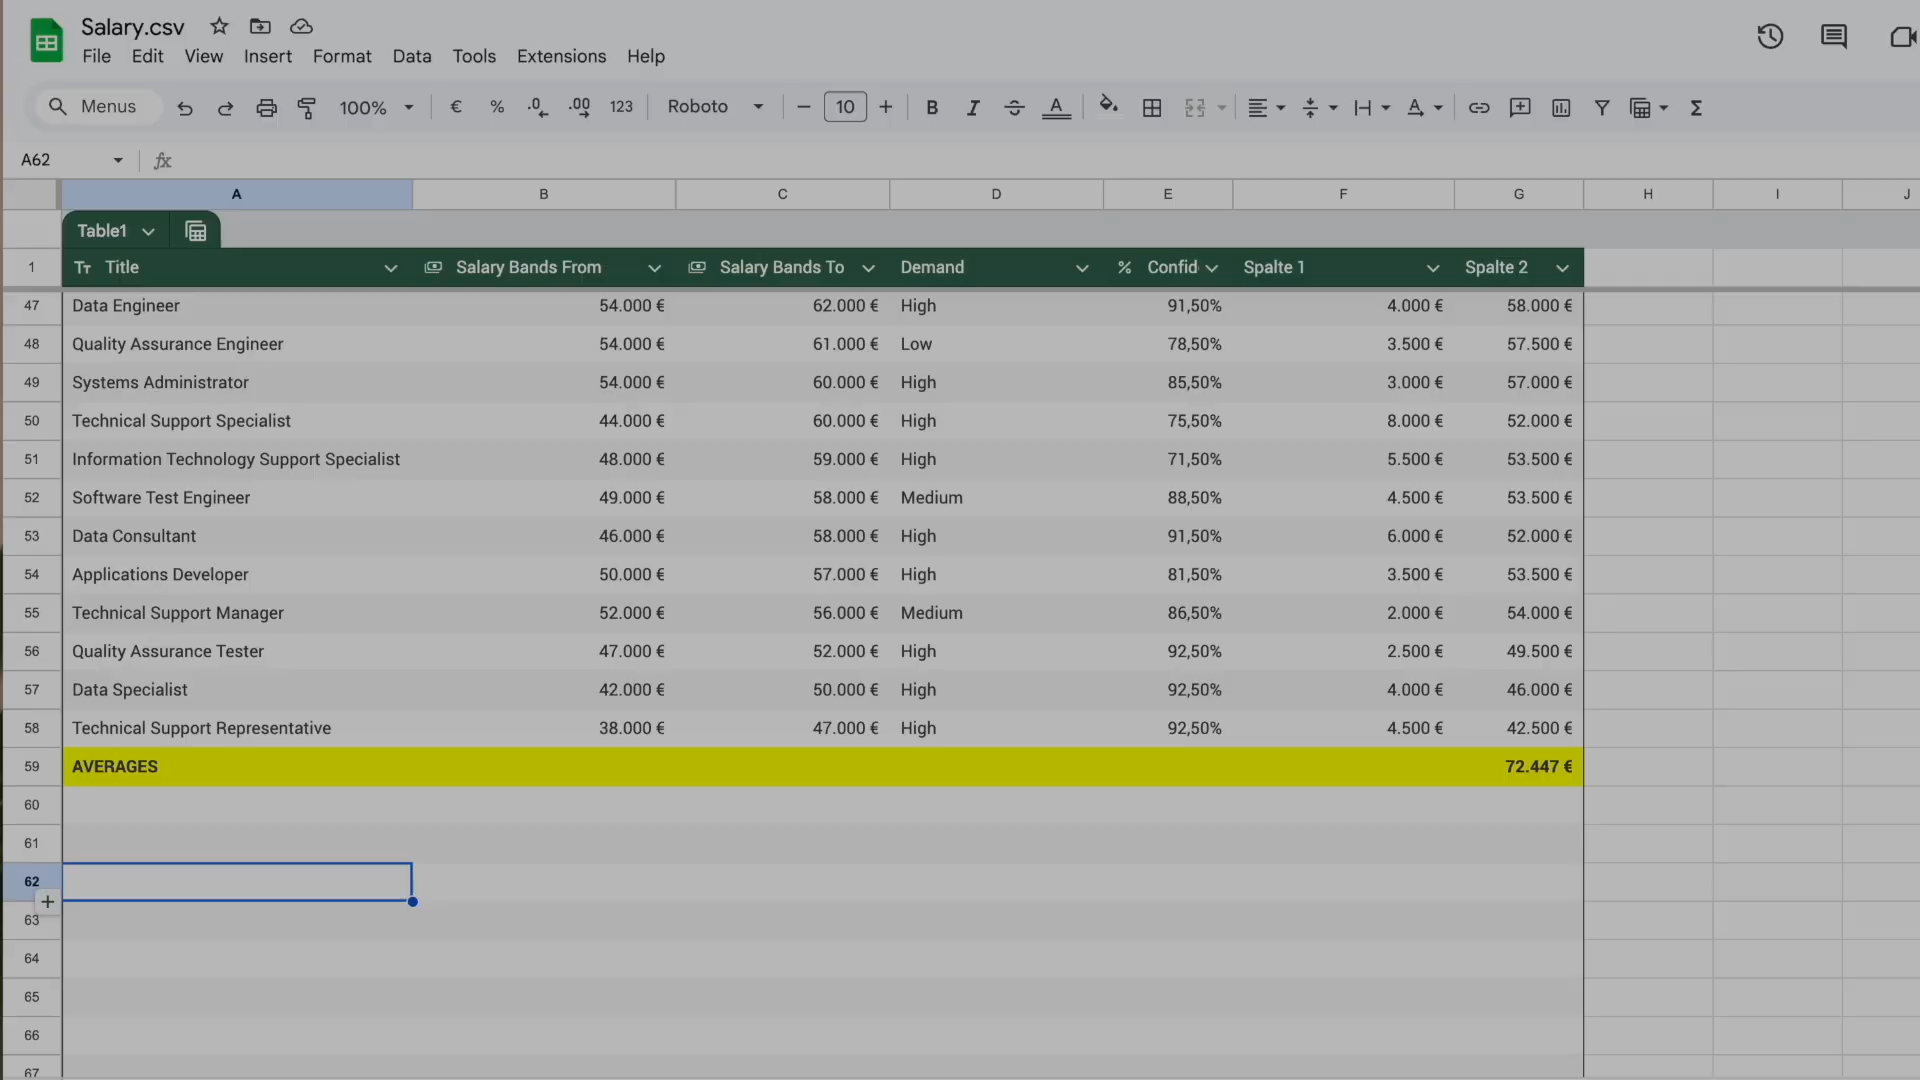 Salary.csv
File Edit View Insert Format Data Tools Extensions Help
Menus 100% € % .0 .00 123 Roboto 10 B I S A A Σ
A62 fx
A B C D E F G H I J
Table1
1 Tт Title Salary Bands From Salary Bands To Demand % Confid Spalte 1 Spalte 2
47 Data Engineer 54.000 € 62.000 € High 91,50% 4.000 € 58.000 €
48 Quality Assurance Engineer 54.000 € 61.000 € Low 78,50% 3.500 € 57.500 €
49 Systems Administrator 54.000 € 60.000 € High 85,50% 3.000 € 57.000 €
50 Technical Support Specialist 44.000 € 60.000 € High 75,50% 8.000 € 52.000 €
51 Information Technology Support Specialist 48.000 € 59.000 € High 71,50% 5.500 € 53.500 €
52 Software Test Engineer 49.000 € 58.000 € Medium 88,50% 4.500 € 53.500 €
53 Data Consultant 46.000 € 58.000 € High 91,50% 6.000 € 52.000 €
54 Applications Developer 50.000 € 57.000 € High 81,50% 3.500 € 53.500 €
55 Technical Support Manager 52.000 € 56.000 € Medium 86,50% 2.000 € 54.000 €
56 Quality Assurance Tester 47.000 € 52.000 € High 92,50% 2.500 € 49.500 €
57 Data Specialist 42.000 € 50.000 € High 92,50% 4.000 € 46.000 €
58 Technical Support Representative 38.000 € 47.000 € High 92,50% 4.500 € 42.500 €
59 AVERAGES 72.447 €
60
61
62
63
64
65
66
67